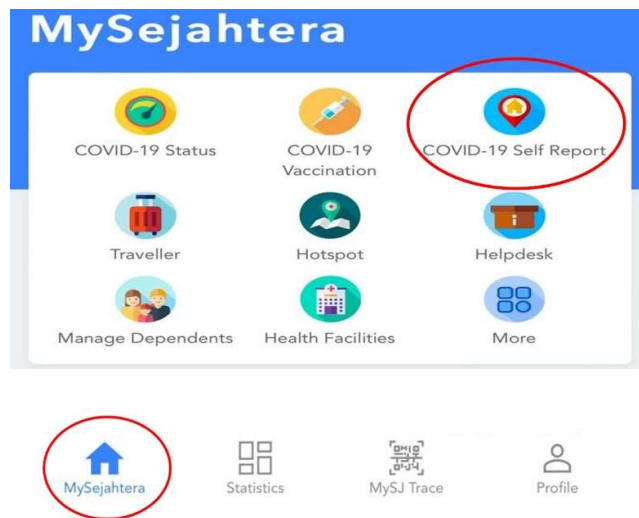 MySejahtera
COVID-19 Status
COVID-19
Vaccination
COVID-19 Self Report
Traveller
Hotspot
Helpdesk
Manage Dependents
Health Facilities
More
MySejahtera
Statistics
MySJ Trace
Profile